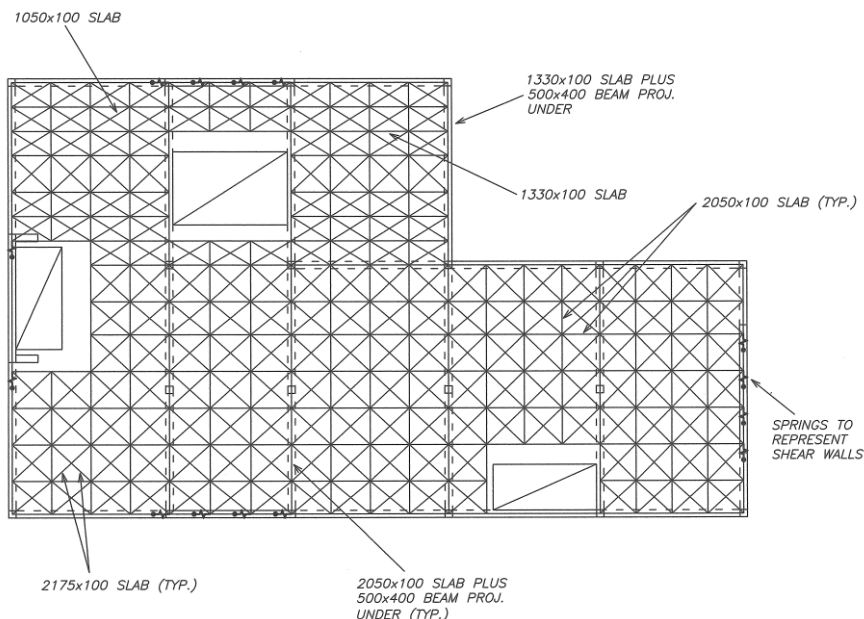 1050x100 SLAB
1330x100 SLAB PLUS
500x400 BEAM PROJ.
UNDER
1330x100 SLAB
2050x100 SLAB (TYP.)
SPRINGS TO
REPRESENT
SHEAR WALLS
2175x100 SLAB (TYP.)
2050x100 SLAB PLUS
500x400 BEAM PROJ.
UNDER (TYP.)